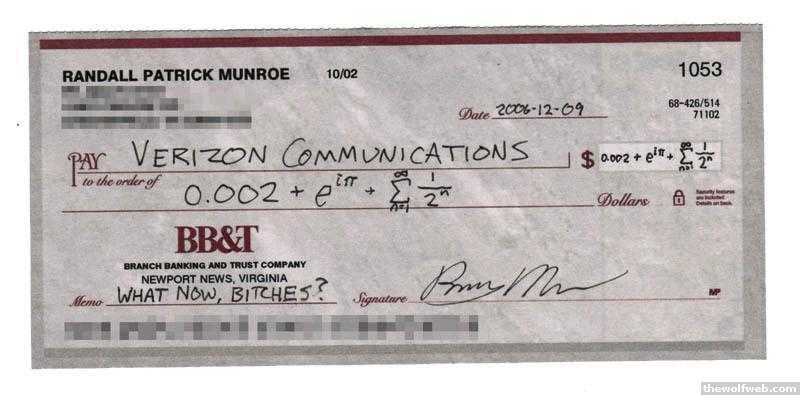 RANDALL PATRICK MUNROE 10/02 1053
68-426/514
71102
Date 2006-12-09
PAY to the order of VERIZON COMMUNICATIONS $ 0.002 + e^{iπ} + ∑_{n=1}^{∞} 1/2^n
0.002 + e^{iπ} + ∑_{n=1}^{∞} 1/2^n Dollars
Security features are included. Details on back.
BB&T
BRANCH BANKING AND TRUST COMPANY
NEWPORT NEWS, VIRGINIA
Memo WHAT NOW, BITCHES? Signature MP
thewolfweb.com